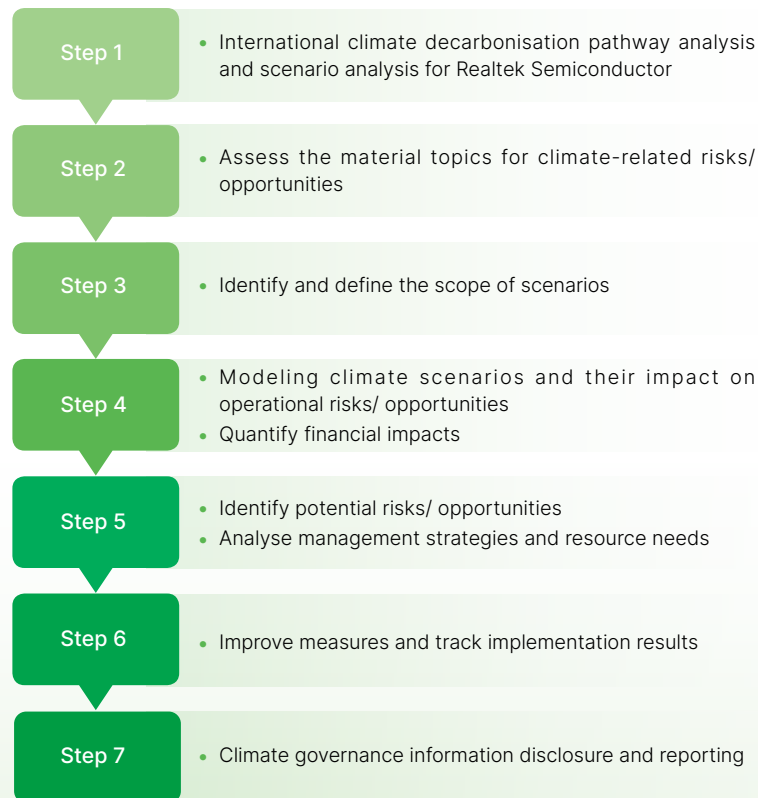 Step 1
• International climate decarbonisation pathway analysis
and scenario analysis for Realtek Semiconductor
Step 2
• Assess the material topics for climate-related risks/
opportunities
Step 3
• Identify and define the scope of scenarios
Step 4
• Modeling climate scenarios and their impact on
operational risks/ opportunities
• Quantify financial impacts
Step 5
• Identify potential risks/ opportunities
• Analyse management strategies and resource needs
Step 6
• Improve measures and track implementation results
Step 7
• Climate governance information disclosure and reporting